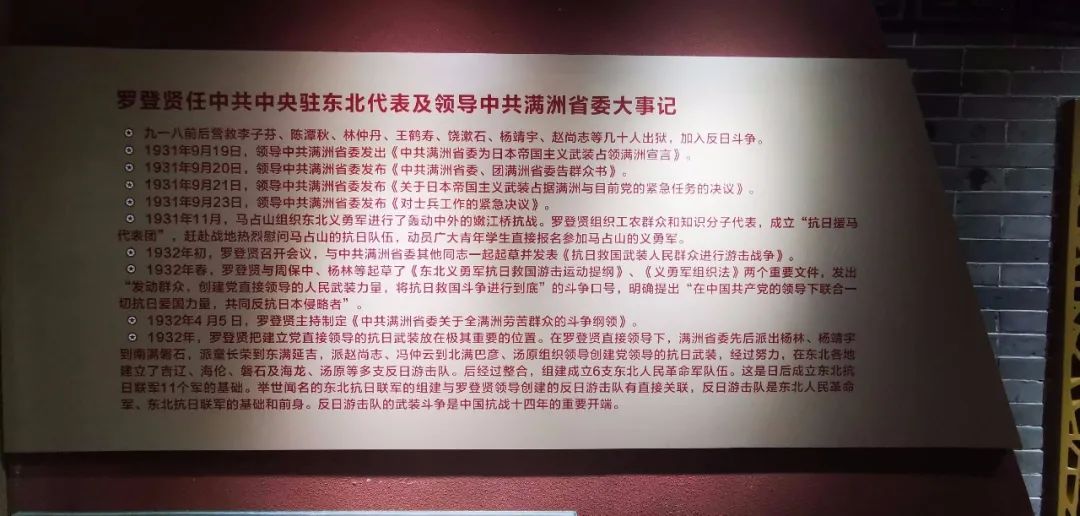 罗登贤任中共中央驻东北代表及领导中共满洲省委大事记
九一八前后营救李子芬、陈潭秋、林仲丹、王鹤寿、饶漱石、杨靖宇、赵尚志等几十人出狱，加入反日斗争。
1931年9月19日，领导中共满洲省委发出《中共满洲省委为日本帝国主义武装占领满洲宣言》。
1931年9月20日，领导中共满洲省委发布《中共满洲省委、团满洲省委告群众书》。
1931年9月21日，领导中共满洲省委发布《关于日本帝国主义武装占据满洲与目前党的紧急任务的决议》。
1931年9月23日，领导中共满洲省委发布《对士兵工作的紧急决议》。
1931年11月，马占山组织东北义勇军进行了轰动中外的嫩江桥抗战。罗登贤组织工农群众和知识分子代表，成立“抗日援马
代表团”，赶赴战地热烈慰问马占山的抗日队伍，动员广大青年学生直接报名参加马占山的义勇军。
1932年初，罗登贤召开会议，与中共满洲省委其他同志一起起草并发表《抗日救国武装人民群众进行游击战争》。
1932年春，罗登贤与周保中、杨林等起草了《东北义勇军抗日救国游击运动提纲》、《义勇军组织法》两个重要文件，发出
“发动群众，创建党直接领导的人民武装力量，将抗日救国斗争进行到底”的斗争口号，明确提出“在中国共产党的领导下联合一
切抗日爱国力量，共同反抗日本侵略者”。
1932年4月5日，罗登贤主持制定《中共满洲省委关于全满洲劳苦群众的斗争纲领》。
1932年，罗登贤把建立党直接领导的抗日武装放在极其重要的位置。在罗登贤直接领导下，满洲省委先后派出杨林、杨靖宇
到南满磐石，派童长荣到东满延吉，派赵尚志、冯仲云到北满巴彦、汤原组织领导创建党领导的抗日武装，经过努力，在东北各地
建立了吉辽、海伦、磐石及海龙、汤原等多支反日游击队。后经过整合，组建成立6支东北人民革命军队伍。这是日后成立东北抗
日联军11个军的基础。举世闻名的东北抗日联军的组建与罗登贤领导创建的反日游击队有直接关联，反日游击队是东北人民革命
军、东北抗日联军的基础和前身。反日游击队的武装斗争是中国抗战十四年的重要开端。